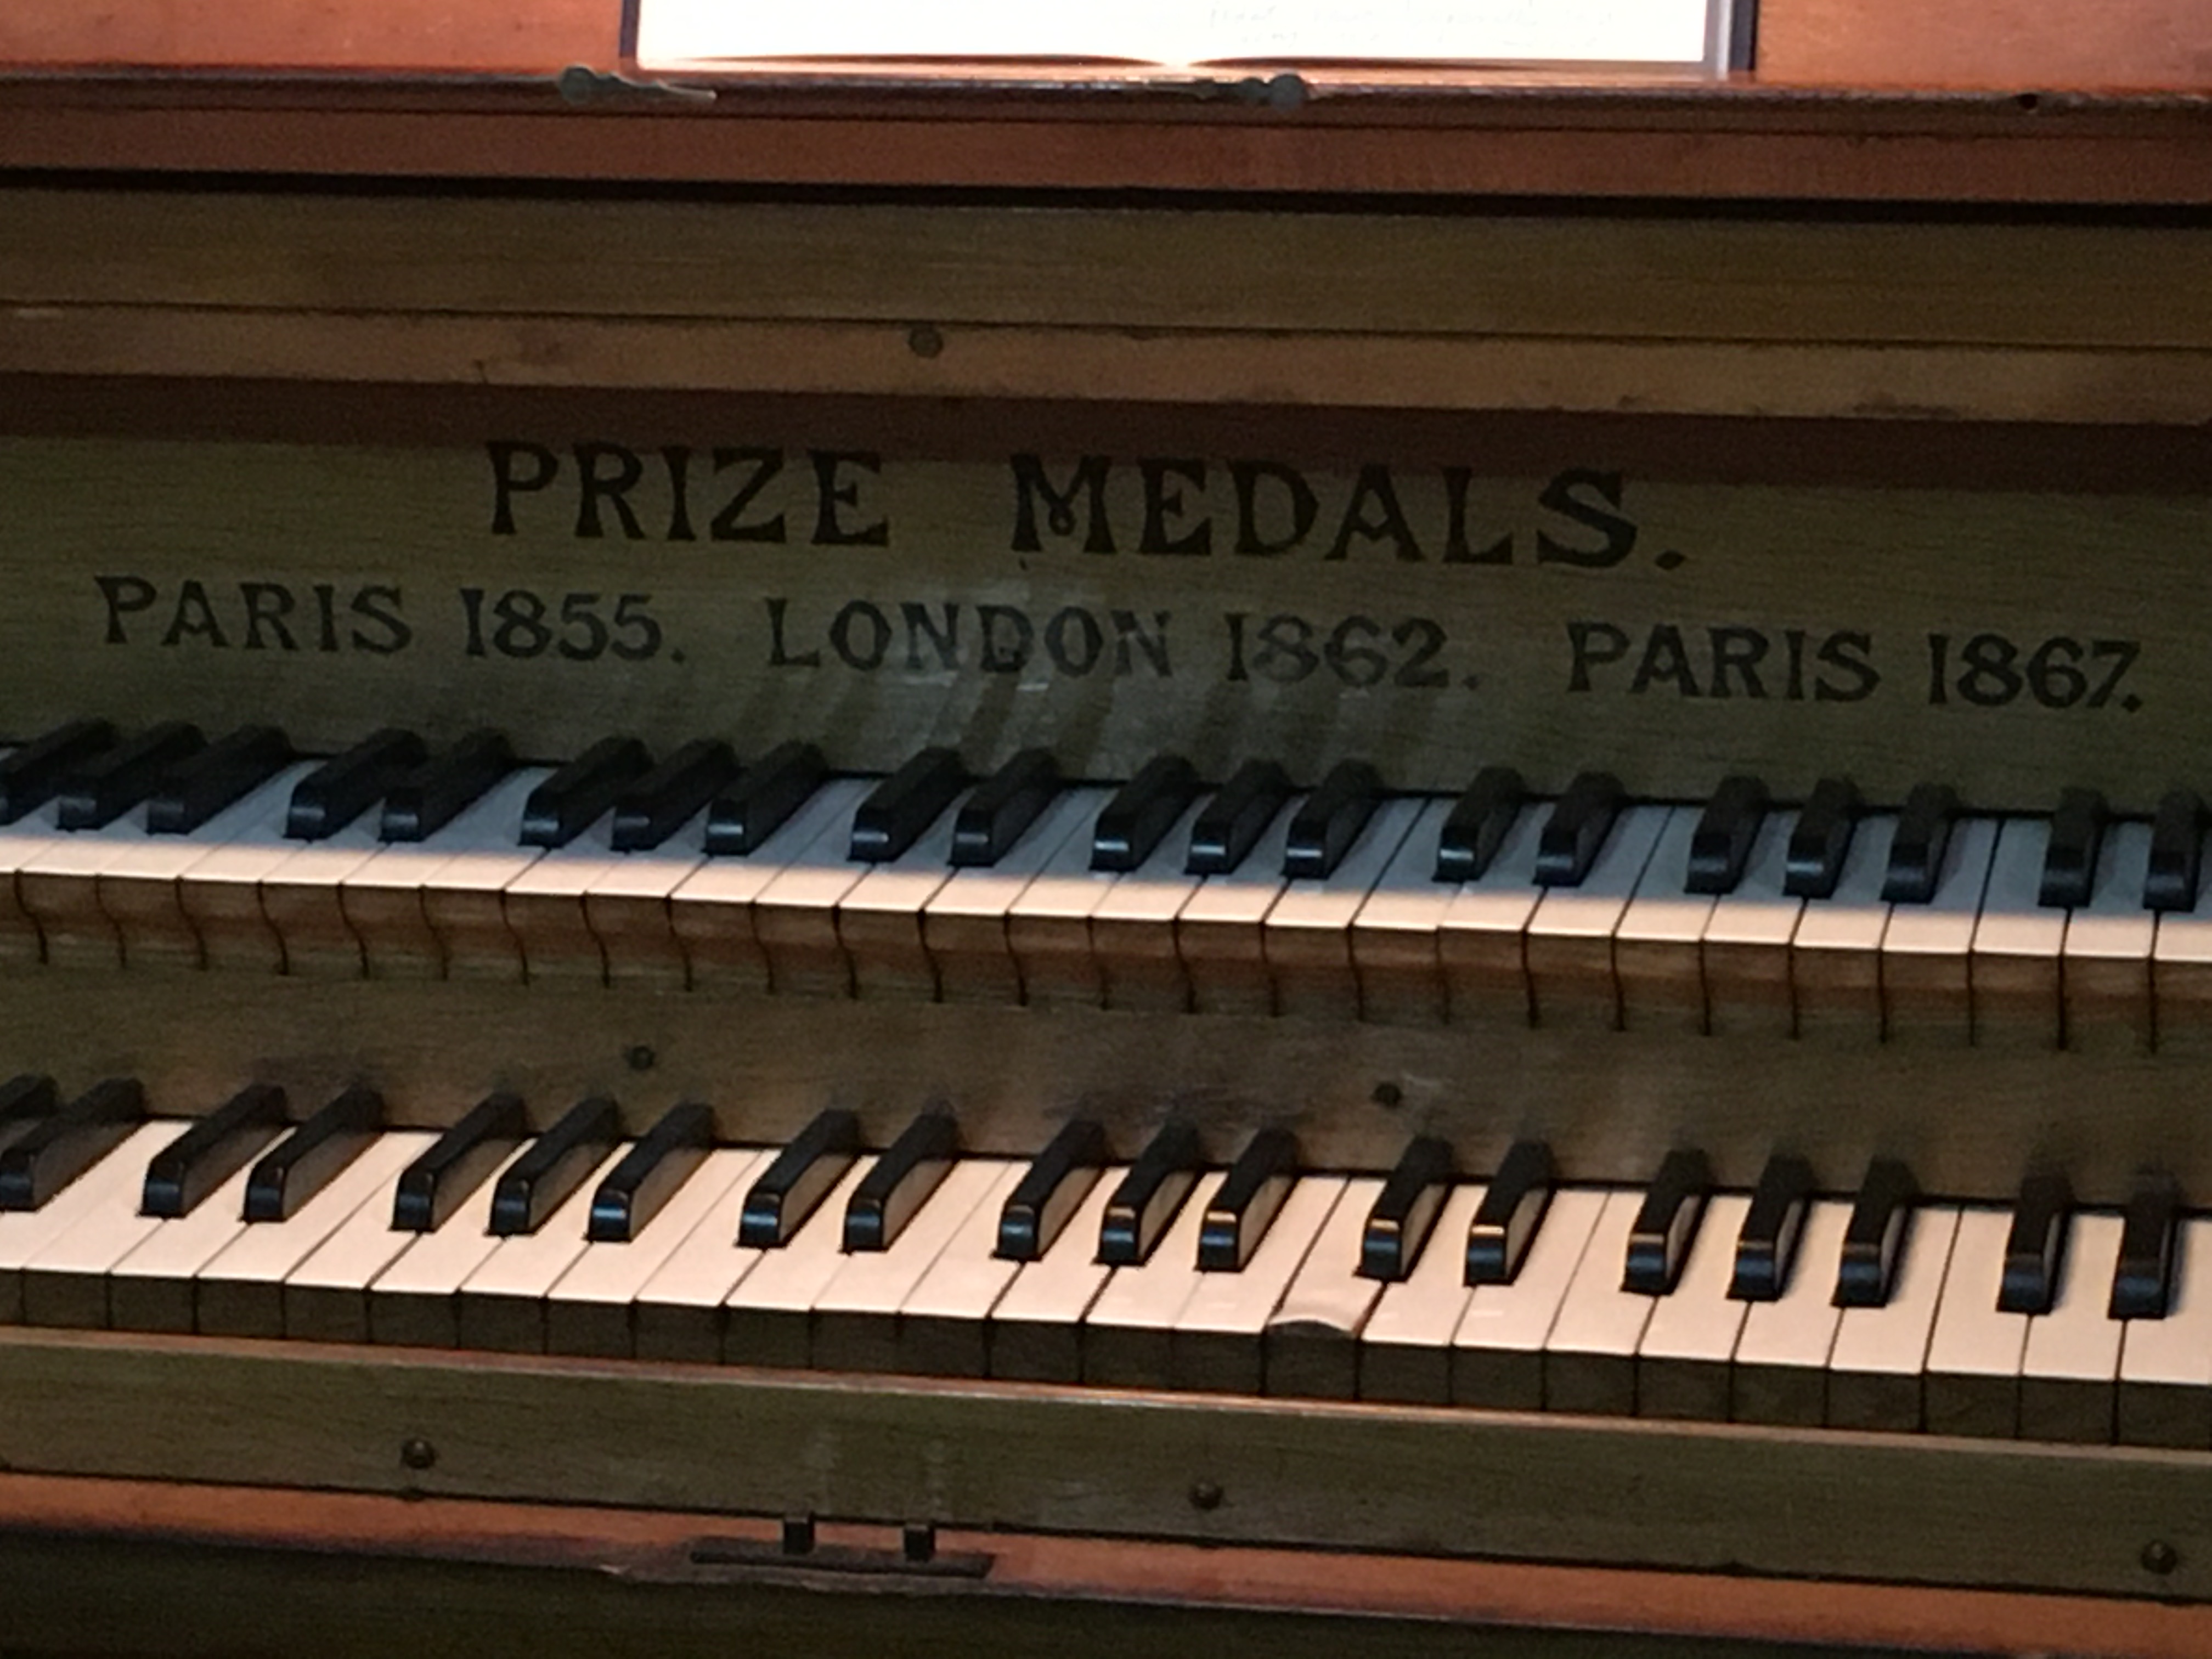 PRIZE MEDALS.
PARIS 1855. LONDON 1862. PARIS 1867.